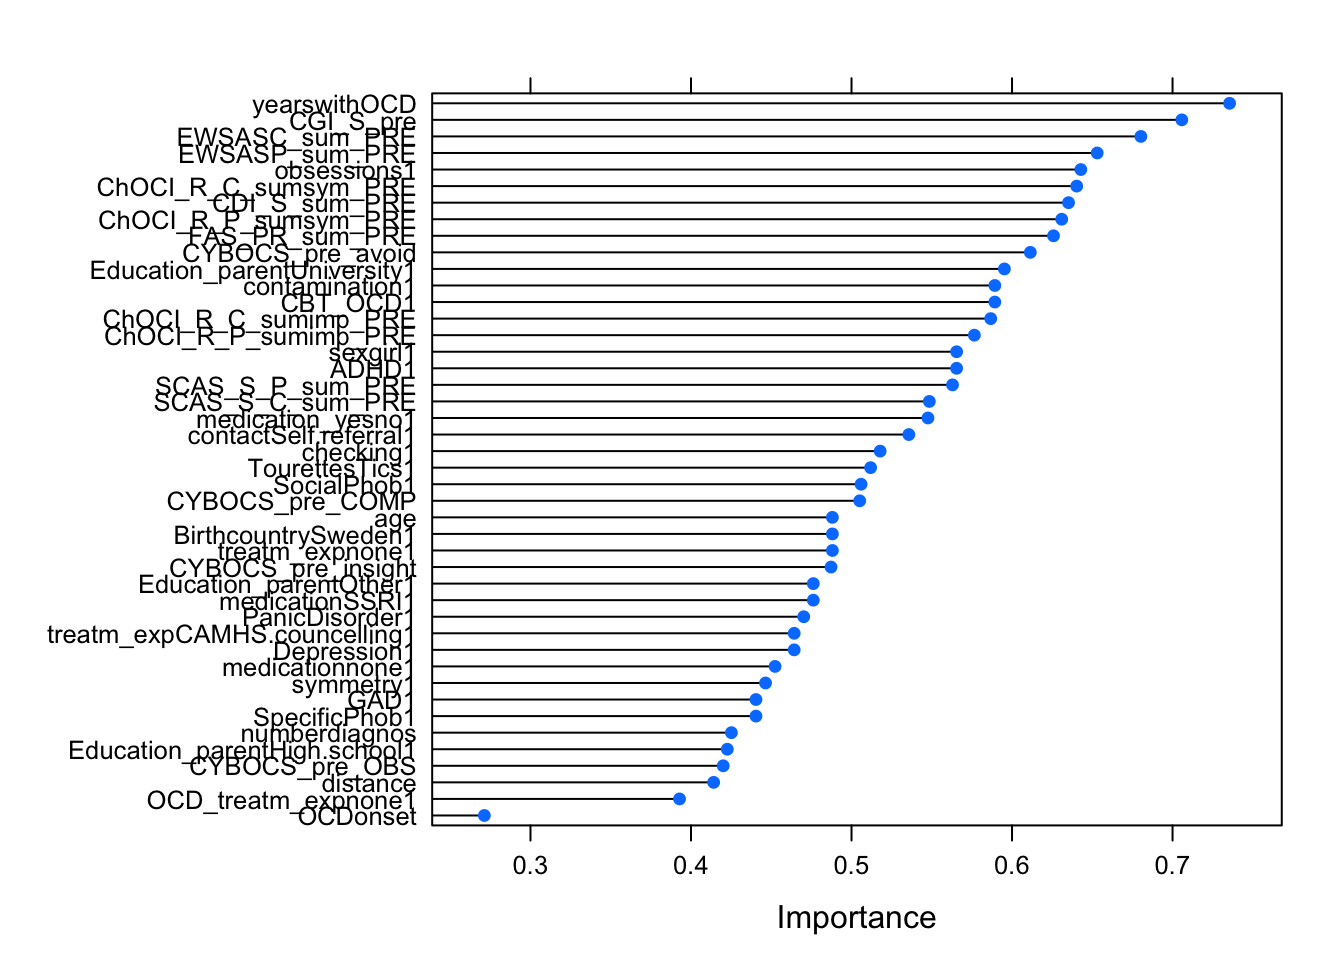 yearswithOCD
CGI_S_pre
EWSASC_sum_PRE
EWSASP_sum_PRE
obsessions1
ChOCI_R_C_sumsym_PRE
CDI_S_sum_PRE
ChOCI_R_P_sumsym_PRE
FAS_PR_sum_PRE
CYBOCS_pre_avoid
Education_parentUniversity1
contamination1
CBT_OCD1
ChOCI_R_C_sumimp_PRE
ChOCI_R_P_sumimp_PRE
sexgirl1
ADHD1
SCAS_S_P_sum_PRE
SCAS_S_C_sum_PRE
medication_yesno1
contactSelf.referral1
checking1
TourettesTics1
SocialPhob1
CYBOCS_pre_COMP
age
BirthcountrySweden1
treatm_expnone1
CYBOCS_pre_insight
Education_parentOther1
medicationSSRI1
PanicDisorder1
treatm_expCAMHS.councelling1
Depression1
medicationnone1
symmetry1
GAD1
SpecificPhob1
numberdiagnos
Education_parentHigh.school1
CYBOCS_pre_OBS
distance
OCD_treatm_expnone1
OCDonset
0.3 0.4 0.5 0.6 0.7
Importance